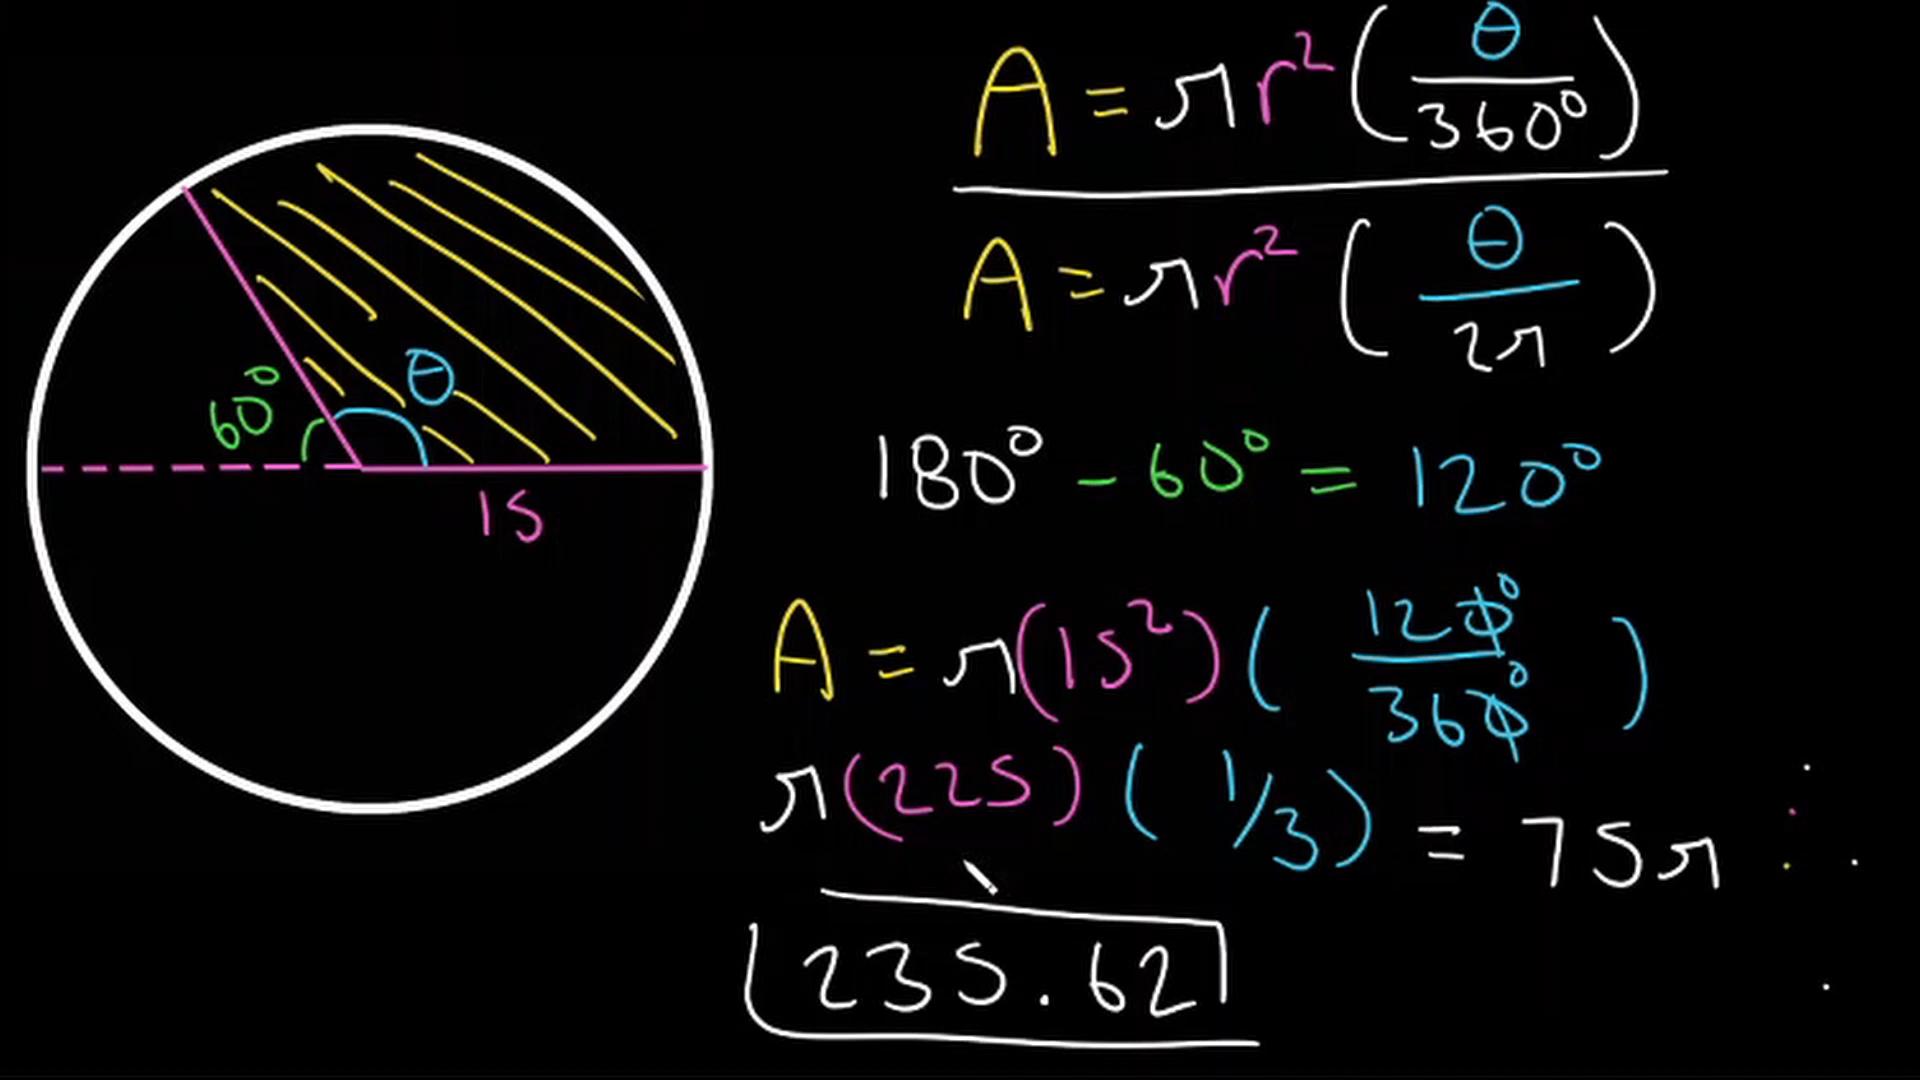 A = πr²(θ/360°)
A = πr²(θ/2π)
60° θ
180° - 60° = 120°
15
A = π(15²)(120°/360°)
π(225)(1/3) = 75π
235.62